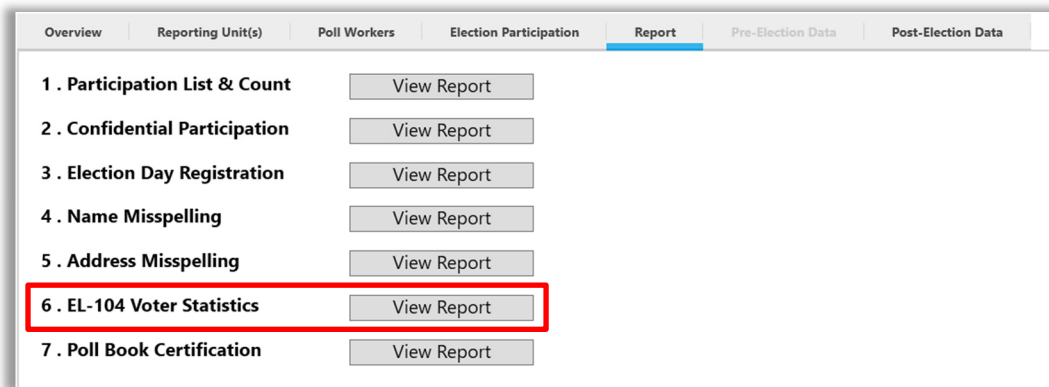 Overview Reporting Unit(s) Poll Workers Election Participation Report Pre-Election Data Post-Election Data
1 . Participation List & Count View Report
2 . Confidential Participation View Report
3 . Election Day Registration View Report
4 . Name Misspelling View Report
5 . Address Misspelling View Report
6 . EL-104 Voter Statistics View Report
7 . Poll Book Certification View Report